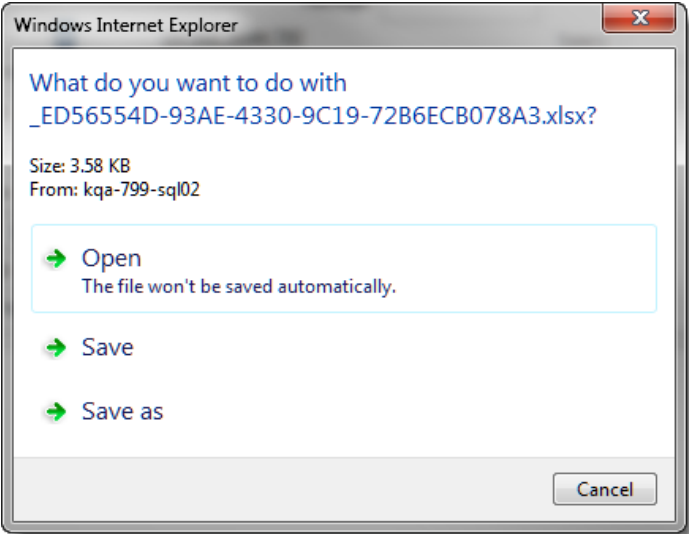 Windows Internet Explorer
What do you want to do with
_ED56554D-93AE-4330-9C19-72B6ECB078A3.xlsx?
Size: 3.58 KB
From: kqa-799-sql02
Open
The file won't be saved automatically.
Save
Save as
Cancel